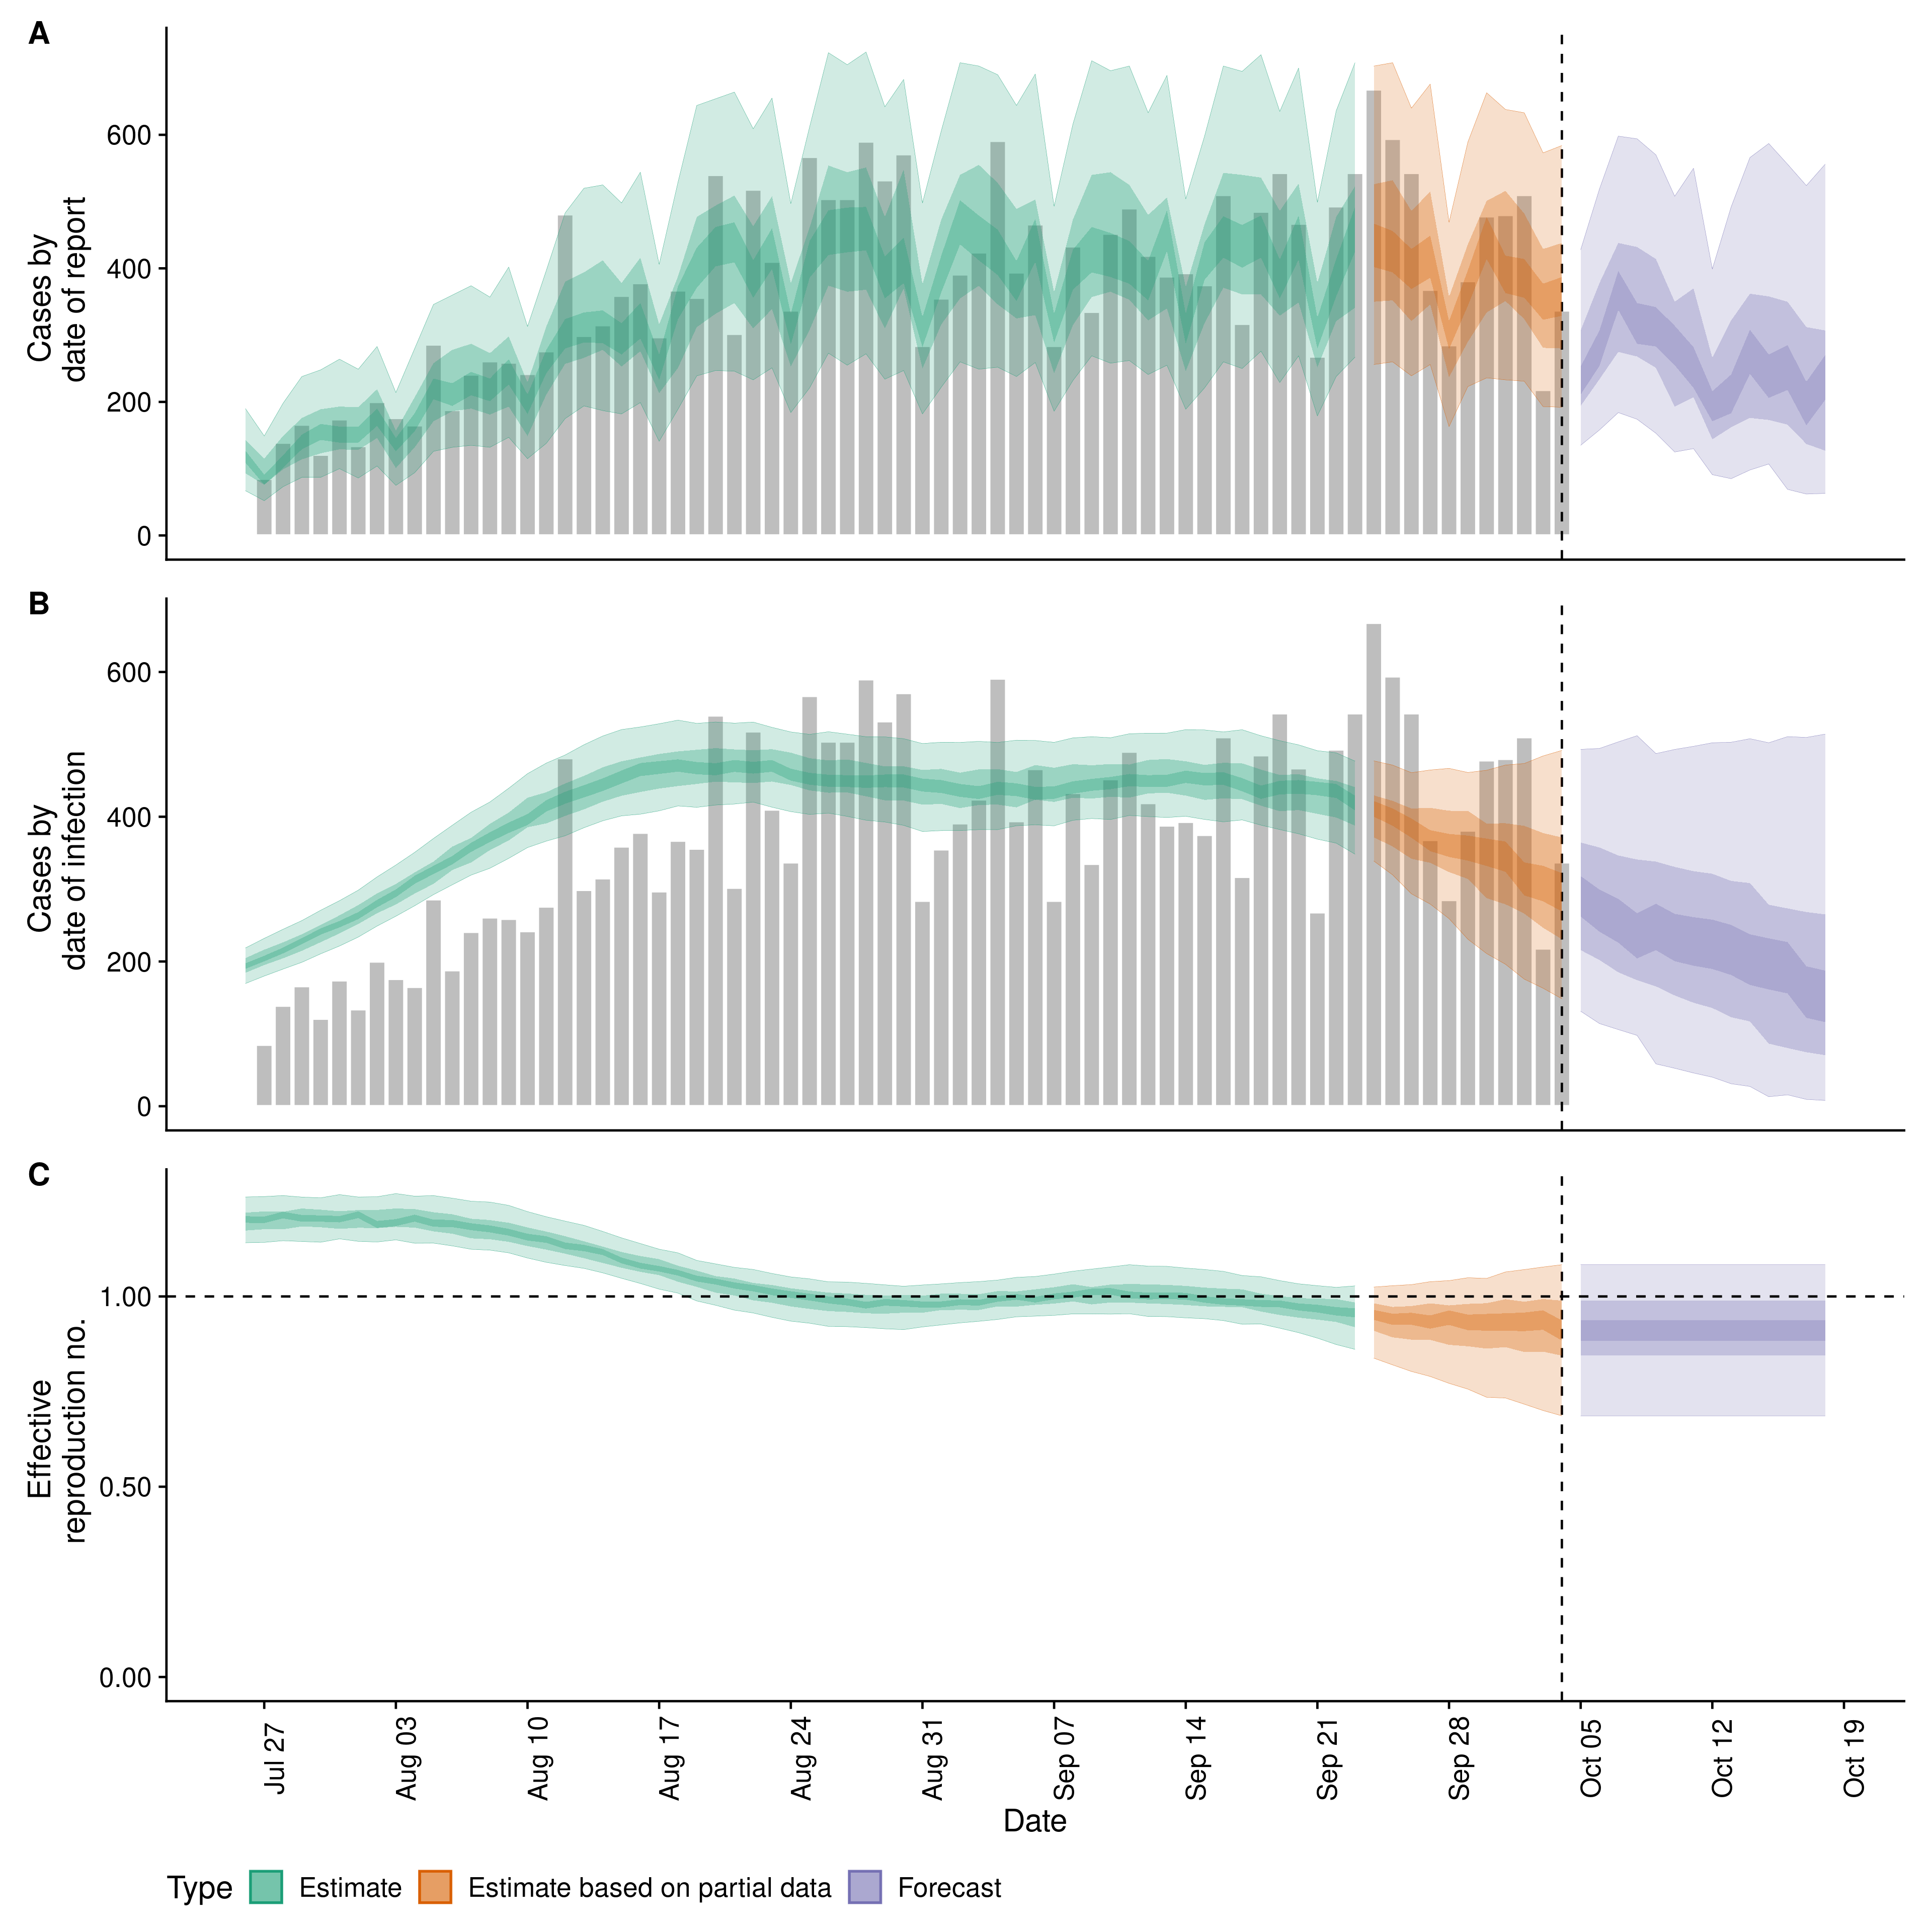 A
Cases by
date of report
600
400
200
0
B
Cases by
date of infection
600
400
200
0
C
Effective
reproduction no.
1.00
0.50
0.00
Jul 27
Aug 03
Aug 10
Aug 17
Aug 24
Aug 31
Sep 07
Sep 14
Sep 21
Sep 28
Oct 05
Oct 12
Oct 19
Date
Type
Estimate
Estimate based on partial data
Forecast